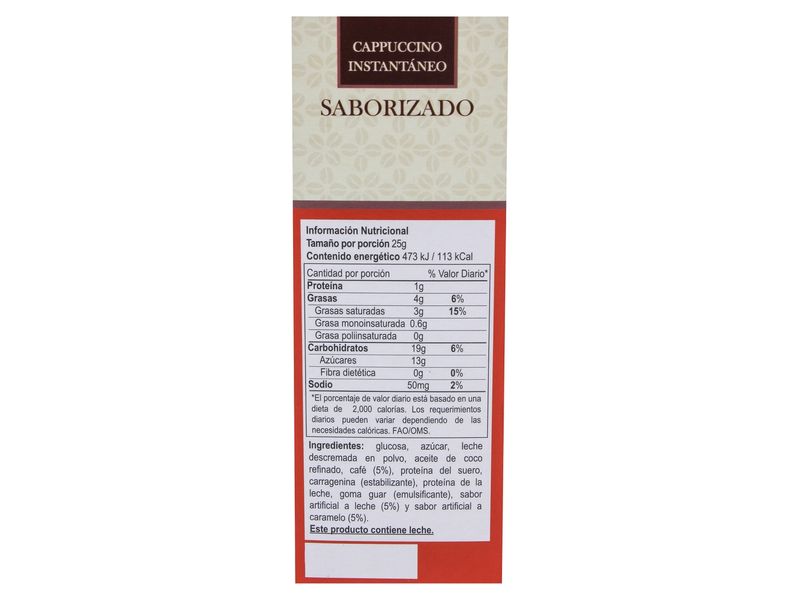 CAPPUCCINO
INSTANTÁNEO
SABORIZADO
Información Nutricional
Tamaño por porción 25g
Contenido energético 473 kJ / 113 kCal
Cantidad por porción % Valor Diario*
Proteína 1g
Grasas 4g 6%
Grasas saturadas 3g 15%
Grasa monoinsaturada 0.6g
Grasa poliinsaturada 0g
Carbohidratos 19g 6%
Azúcares 13g
Fibra dietética 0g 0%
Sodio 50mg 2%
*El porcentaje de valor diario está basado en una
dieta de 2,000 calorías. Los requerimientos
diarios pueden variar dependiendo de las
necesidades calóricas. FAO/OMS.
Ingredientes: glucosa, azúcar, leche
descremada en polvo, aceite de coco
refinado, café (5%), proteína del suero,
carragenina (estabilizante), proteína de la
leche, goma guar (emulsificante), sabor
artificial a leche (5%) y sabor artificial a
caramelo (5%).
Este producto contiene leche.